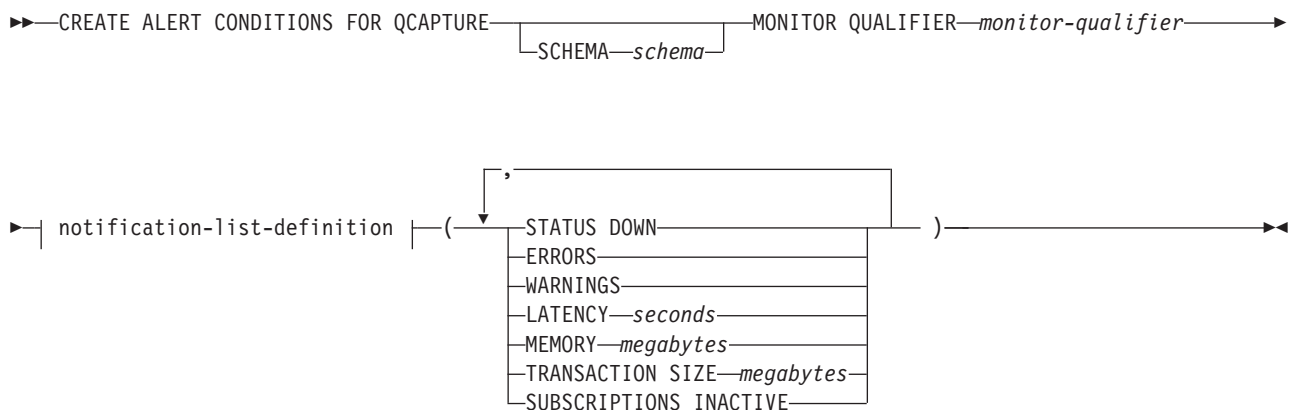 CREATE ALERT CONDITIONS FOR QCAPTURE MONITOR QUALIFIER monitor-qualifier
SCHEMA schema
,
notification-list-definition ( STATUS DOWN )
ERRORS
WARNINGS
LATENCY seconds
MEMORY megabytes
TRANSACTION SIZE megabytes
SUBSCRIPTIONS INACTIVE